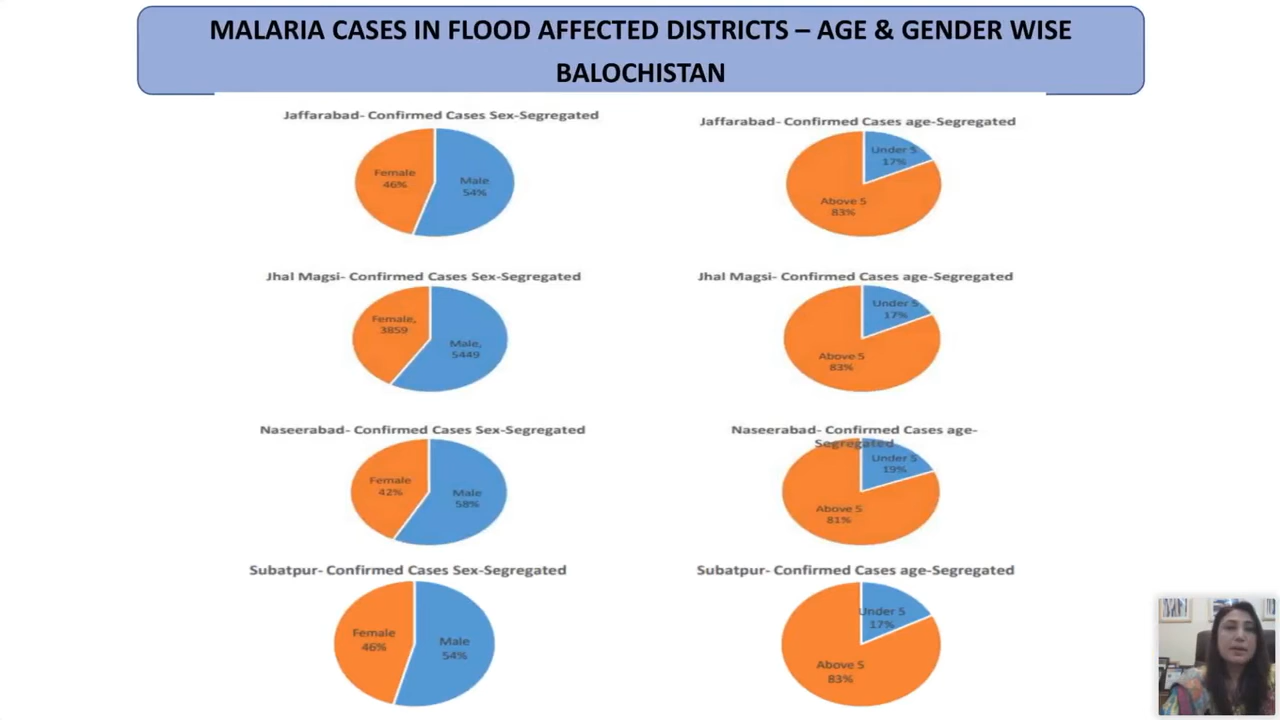 MALARIA CASES IN FLOOD AFFECTED DISTRICTS – AGE & GENDER WISE
BALOCHISTAN
Jaffarabad- Confirmed Cases Sex-Segregated
Female
46%
Male
54%
Jaffarabad- Confirmed Cases age-Segregated
Under 5
17%
Above 5
83%
Jhal Magsi- Confirmed Cases Sex-Segregated
Female,
3859
Male,
5449
Jhal Magsi- Confirmed Cases age-Segregated
Under 5
17%
Above 5
83%
Naseerabad- Confirmed Cases Sex-Segregated
Female
42%
Male
58%
Naseerabad- Confirmed Cases age-
Segregated
Under 5
19%
Above 5
81%
Subatpur- Confirmed Cases Sex-Segregated
Female
46%
Male
54%
Subatpur- Confirmed Cases age-Segregated
Under 5
17%
Above 5
83%